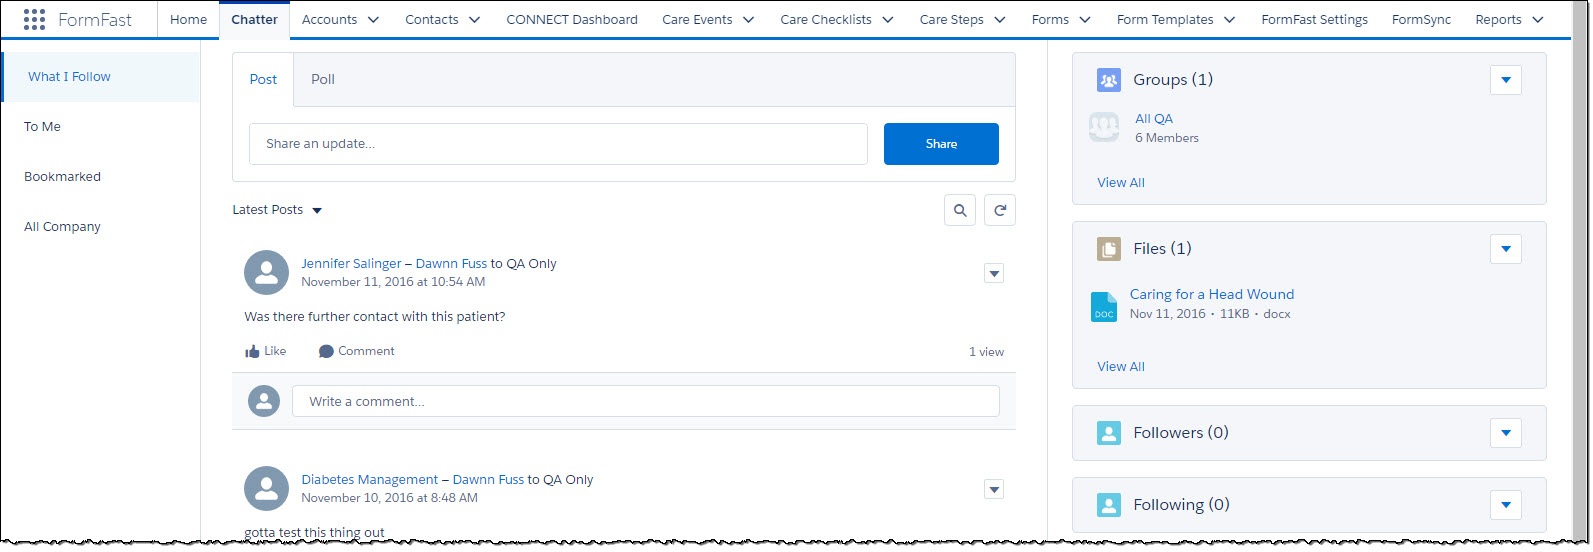 FormFast Home Chatter Accounts Contacts CONNECT Dashboard Care Events Care Checklists Care Steps Forms Form Templates FormFast Settings FormSync Reports
What I Follow
To Me
Bookmarked
All Company
Post Poll
Share an update... Share
Latest Posts
Jennifer Salinger – Dawnn Fuss to QA Only
November 11, 2016 at 10:54 AM
Was there further contact with this patient?
Like Comment 1 view
Write a comment...
Diabetes Management – Dawnn Fuss to QA Only
November 10, 2016 at 8:48 AM
gotta test this thing out
Groups (1)
All QA
6 Members
View All
Files (1)
DOC
Caring for a Head Wound
Nov 11, 2016 • 11KB • docx
View All
Followers (0)
Following (0)